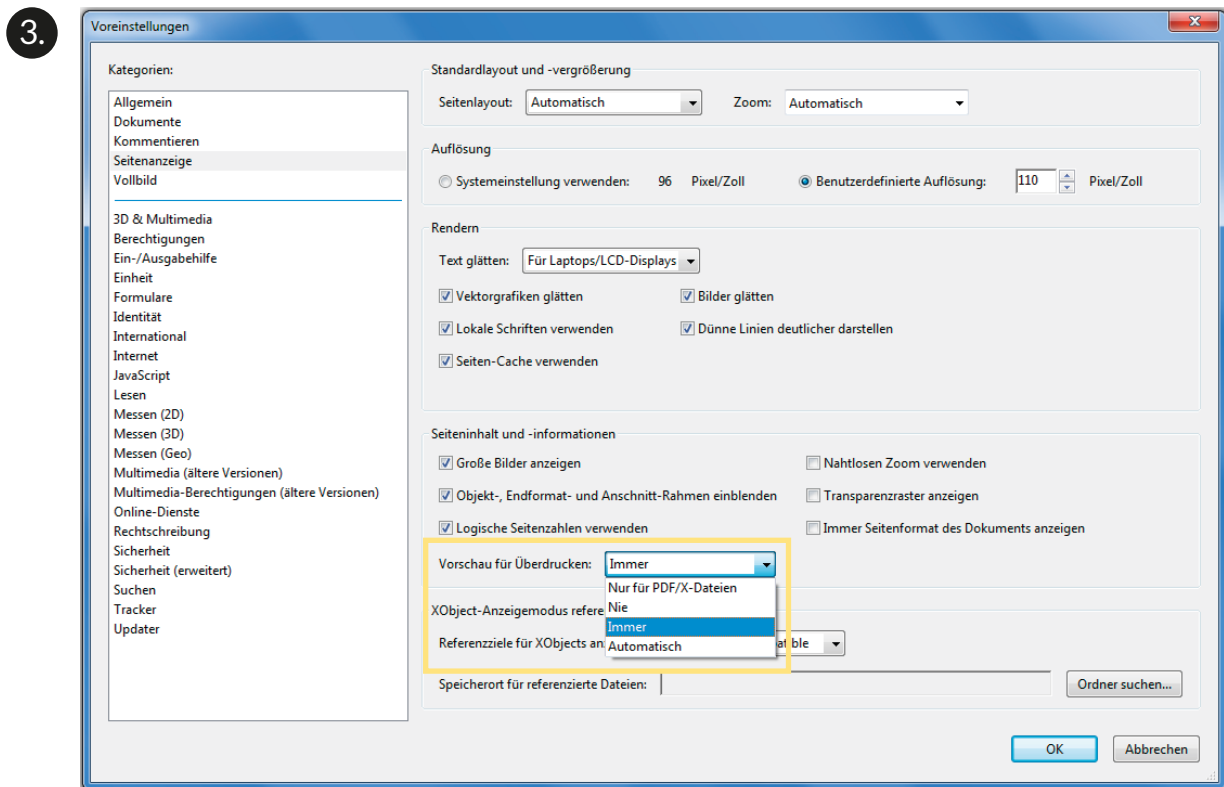 3.
Voreinstellungen
Kategorien:
Allgemein
Dokumente
Kommentieren
Seitenanzeige
Vollbild
3D & Multimedia
Berechtigungen
Ein-/Ausgabehilfe
Einheit
Formulare
Identität
International
Internet
JavaScript
Lesen
Messen (2D)
Messen (3D)
Messen (Geo)
Multimedia (ältere Versionen)
Multimedia-Berechtigungen (ältere Versionen)
Online-Dienste
Rechtschreibung
Sicherheit
Sicherheit (erweitert)
Suchen
Tracker
Updater
Standardlayout und -vergrößerung
Seitenlayout: Automatisch Zoom: Automatisch
Auflösung
Systemeinstellung verwenden: 96 Pixel/Zoll Benutzerdefinierte Auflösung: 110 Pixel/Zoll
Rendern
Text glätten: Für Laptops/LCD-Displays
Vektorgrafiken glätten Bilder glätten
Lokale Schriften verwenden Dünne Linien deutlicher darstellen
Seiten-Cache verwenden
Seiteninhalt und -informationen
Große Bilder anzeigen Nahtlosen Zoom verwenden
Objekt-, Endformat- und Anschnitt-Rahmen einblenden Transparenzraster anzeigen
Logische Seitenzahlen verwenden Immer Seitenformat des Dokuments anzeigen
Vorschau für Überdrucken: Immer
Nur für PDF/X-Dateien
Nie
Immer
Automatisch
XObject-Anzeigemodus refere
Referenzziele für XObjects an atible
Speicherort für referenzierte Dateien: Ordner suchen...
OK Abbrechen